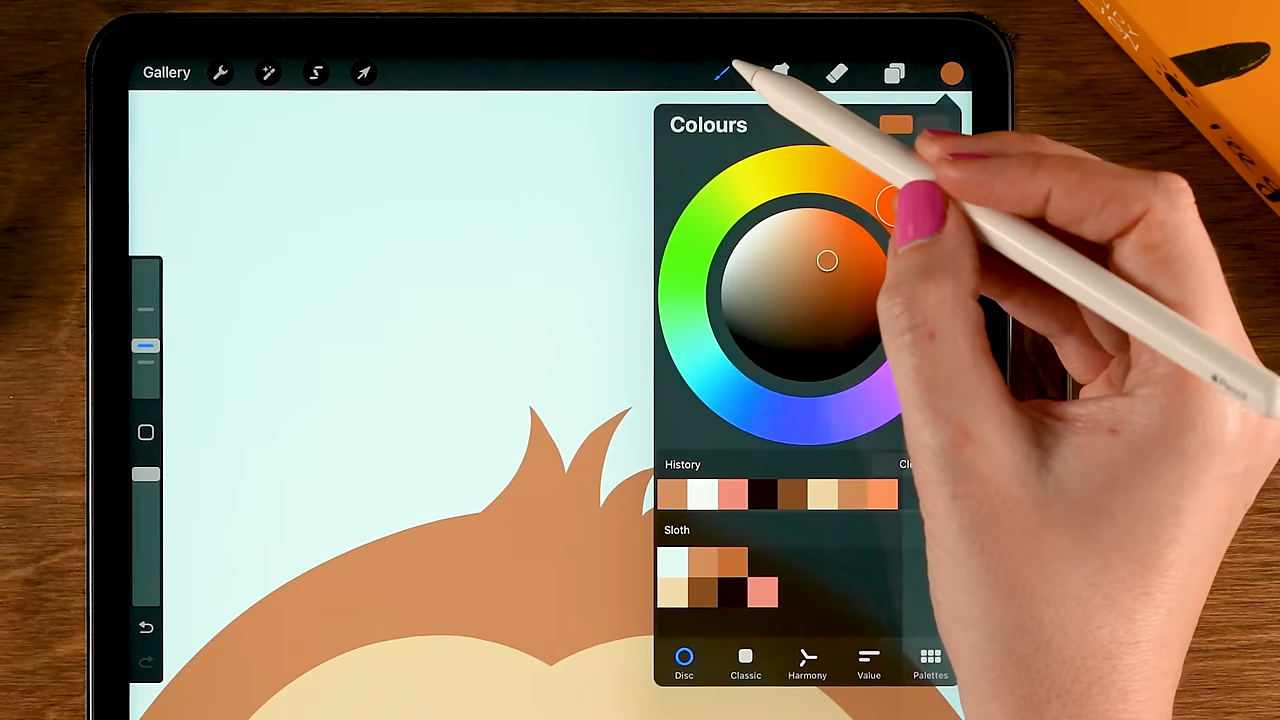 Gallery
Colours
History
Sloth
Disc
Classic
Harmony
Value
Palettes